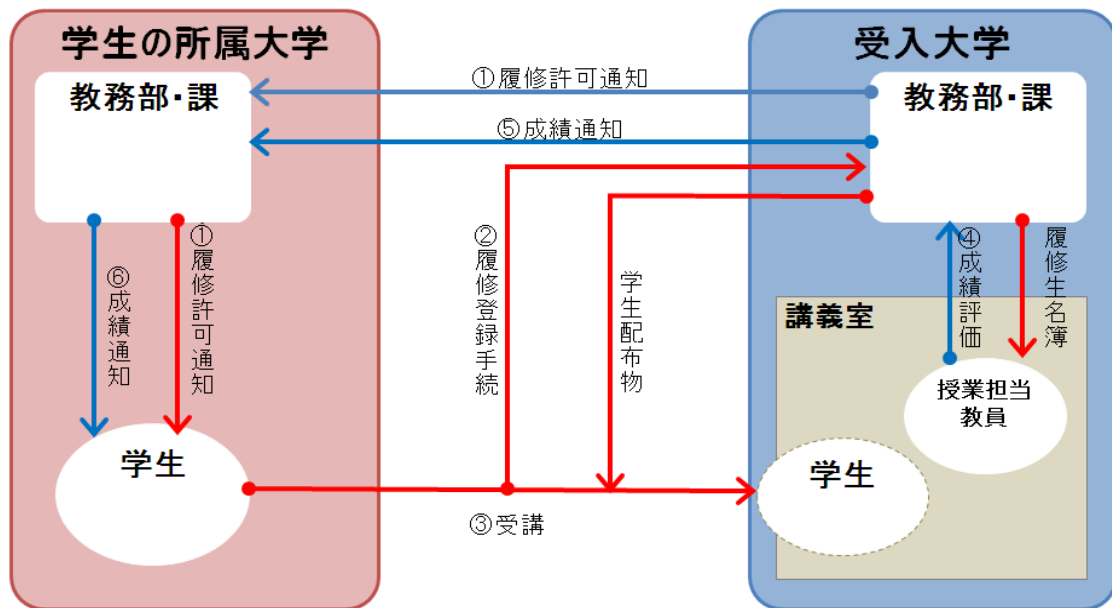 学生の所属大学
受入大学
教務部・課
①履修許可通知
教務部・課
⑤成績通知
⑥成績通知
①履修許可通知
②履修登録手続
学生配布物
④成績評価
履修生名簿
講義室
授業担当
教員
学生
学生
③受講